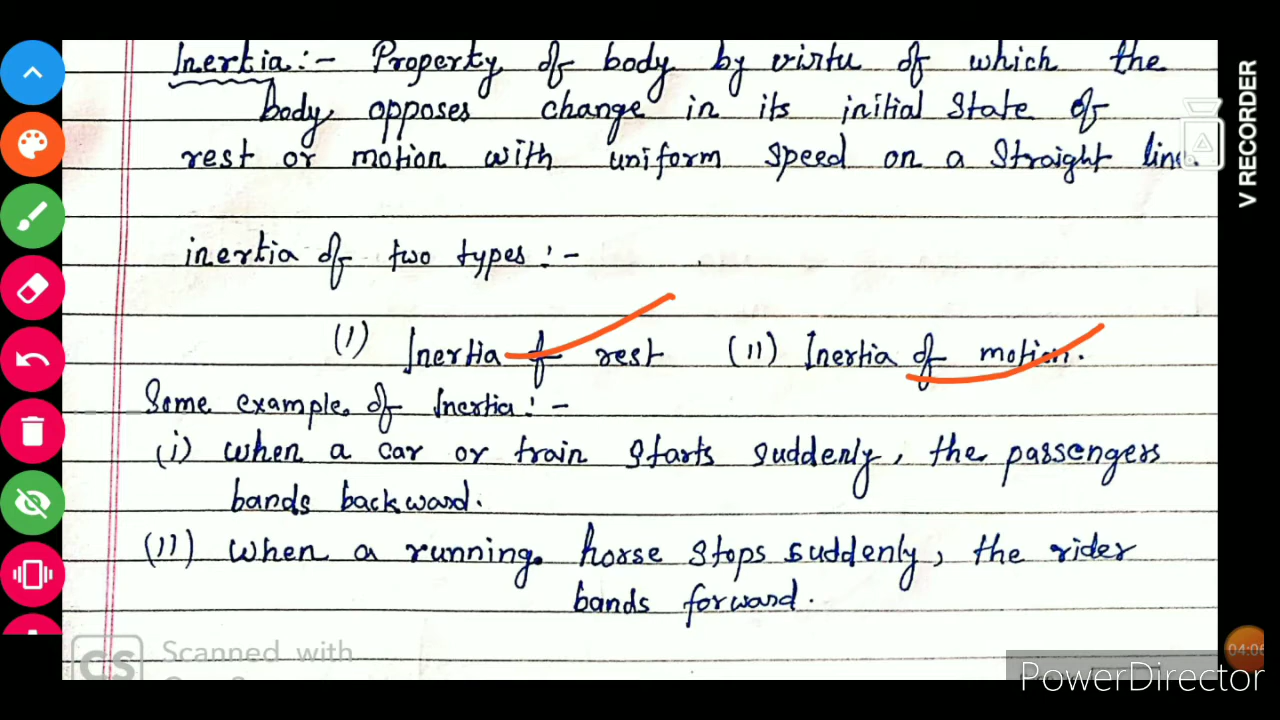 Inertia :- Property of body by virtu of which the
body opposes change in its initial State of
rest or motion with uniform speed on a straight line
inertia of two types :-
(I) Inertia of rest (II) Inertia of motion.
Some example of Inertia :-
(i) when a car or train starts suddenly, the passengers
bands backward.
(II) when a running horse stops suddenly, the rider
bands forward.
CS Scanned with
V RECORDER
04:06
PowerDirector